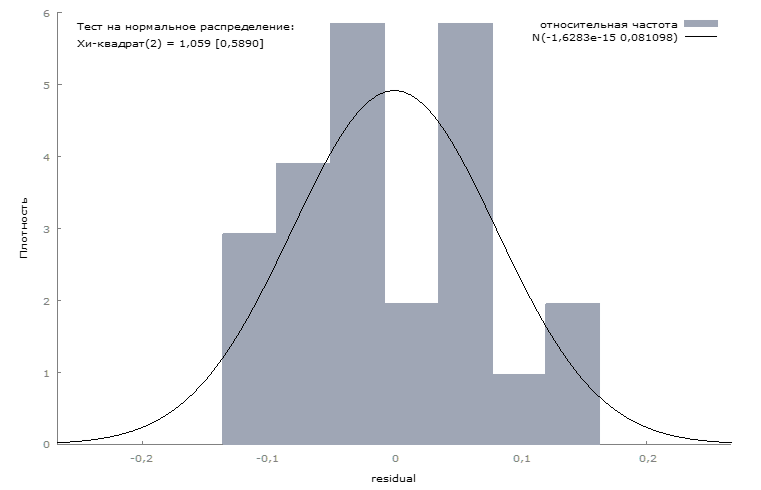 Тест на нормальное распределение:
Хи-квадрат(2) = 1,059 [0,5890]
относительная частота
N(-1,6283e-15 0,081098)
6
5
4
3
2
1
0
Плотность
-0,2
-0,1
0
0,1
0,2
residual